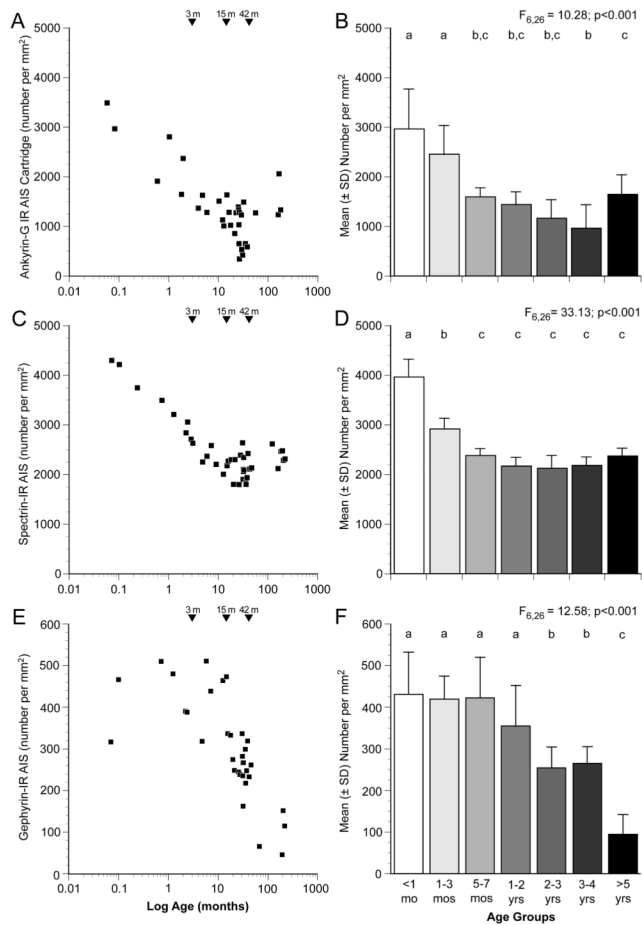 A
3 m 15 m 42 m
5000
4000
3000
2000
1000
0
0.01 0.1 1 10 100 1000
Ankyrin-G IR AIS Cartridge (number per mm²)
B
F6,26 = 10.28; p<0.001
a a b,c b,c b,c b c
5000
4000
3000
2000
1000
0
Mean (± SD) Number per mm²
C
3 m 15 m 42 m
5000
4000
3000
2000
1000
0
0.01 0.1 1 10 100 1000
Spectrin-IR AIS (number per mm²)
D
F6,26 = 33.13; p<0.001
a b c c c c c
5000
4000
3000
2000
1000
0
Mean (± SD) Number per mm²
E
3 m 15 m 42 m
600
500
400
300
200
100
0
0.01 0.1 1 10 100 1000
Gephyrin-IR AIS (number per mm²)
Log Age (months)
F
F6,26 = 12.58; p<0.001
a a a a b b c
600
500
400
300
200
100
0
Mean (± SD) Number per mm²
<1 1-3 5-7 1-2 2-3 3-4 >5
mo mos mos yrs yrs yrs yrs
Age Groups